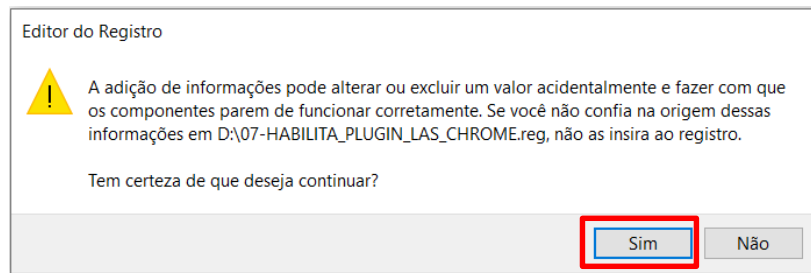 Editor do Registro
A adição de informações pode alterar ou excluir um valor acidentalmente e fazer com que
os componentes parem de funcionar corretamente. Se você não confia na origem dessas
informações em D:\07-HABILITA_PLUGIN_LAS_CHROME.reg, não as insira ao registro.
Tem certeza de que deseja continuar?
Sim
Não